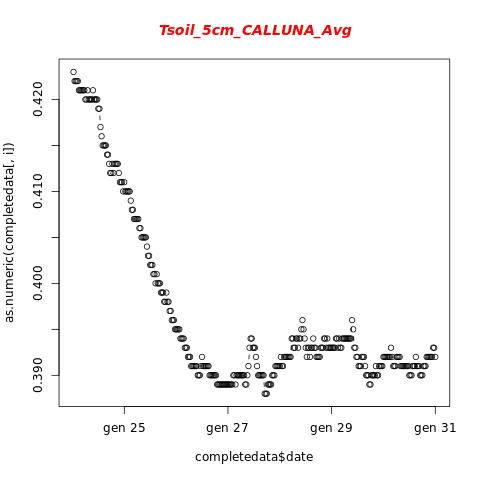 Tsoil_5cm_CALLUNA_Avg
as.numeric(completedata[, i])
0.420
0.410
0.400
0.390
gen 25 gen 27 gen 29 gen 31
completedata$date